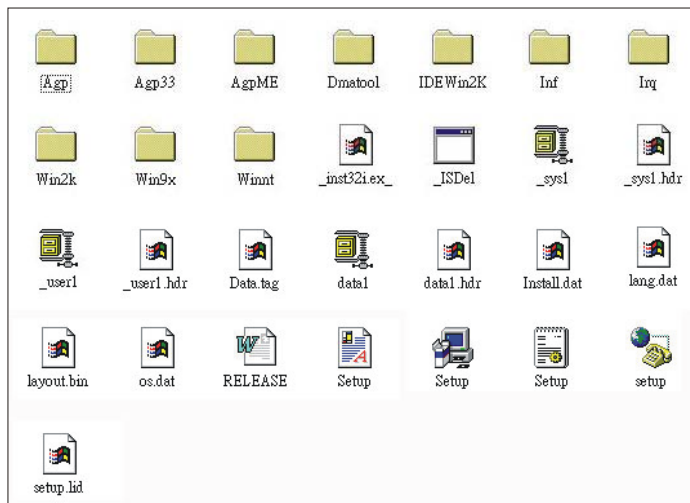 Agp Agp33 AgpME Dmatool IDEWin2K Inf Irq
Win2k Win9x Winnt _inst32i.ex_ _ISDel _sys1 _sys1.hdr
_user1 _user1.hdr Data.tag data1 data1.hdr Install.dat lang.dat
layout.bin os.dat RELEASE Setup Setup Setup setup
setup.lid